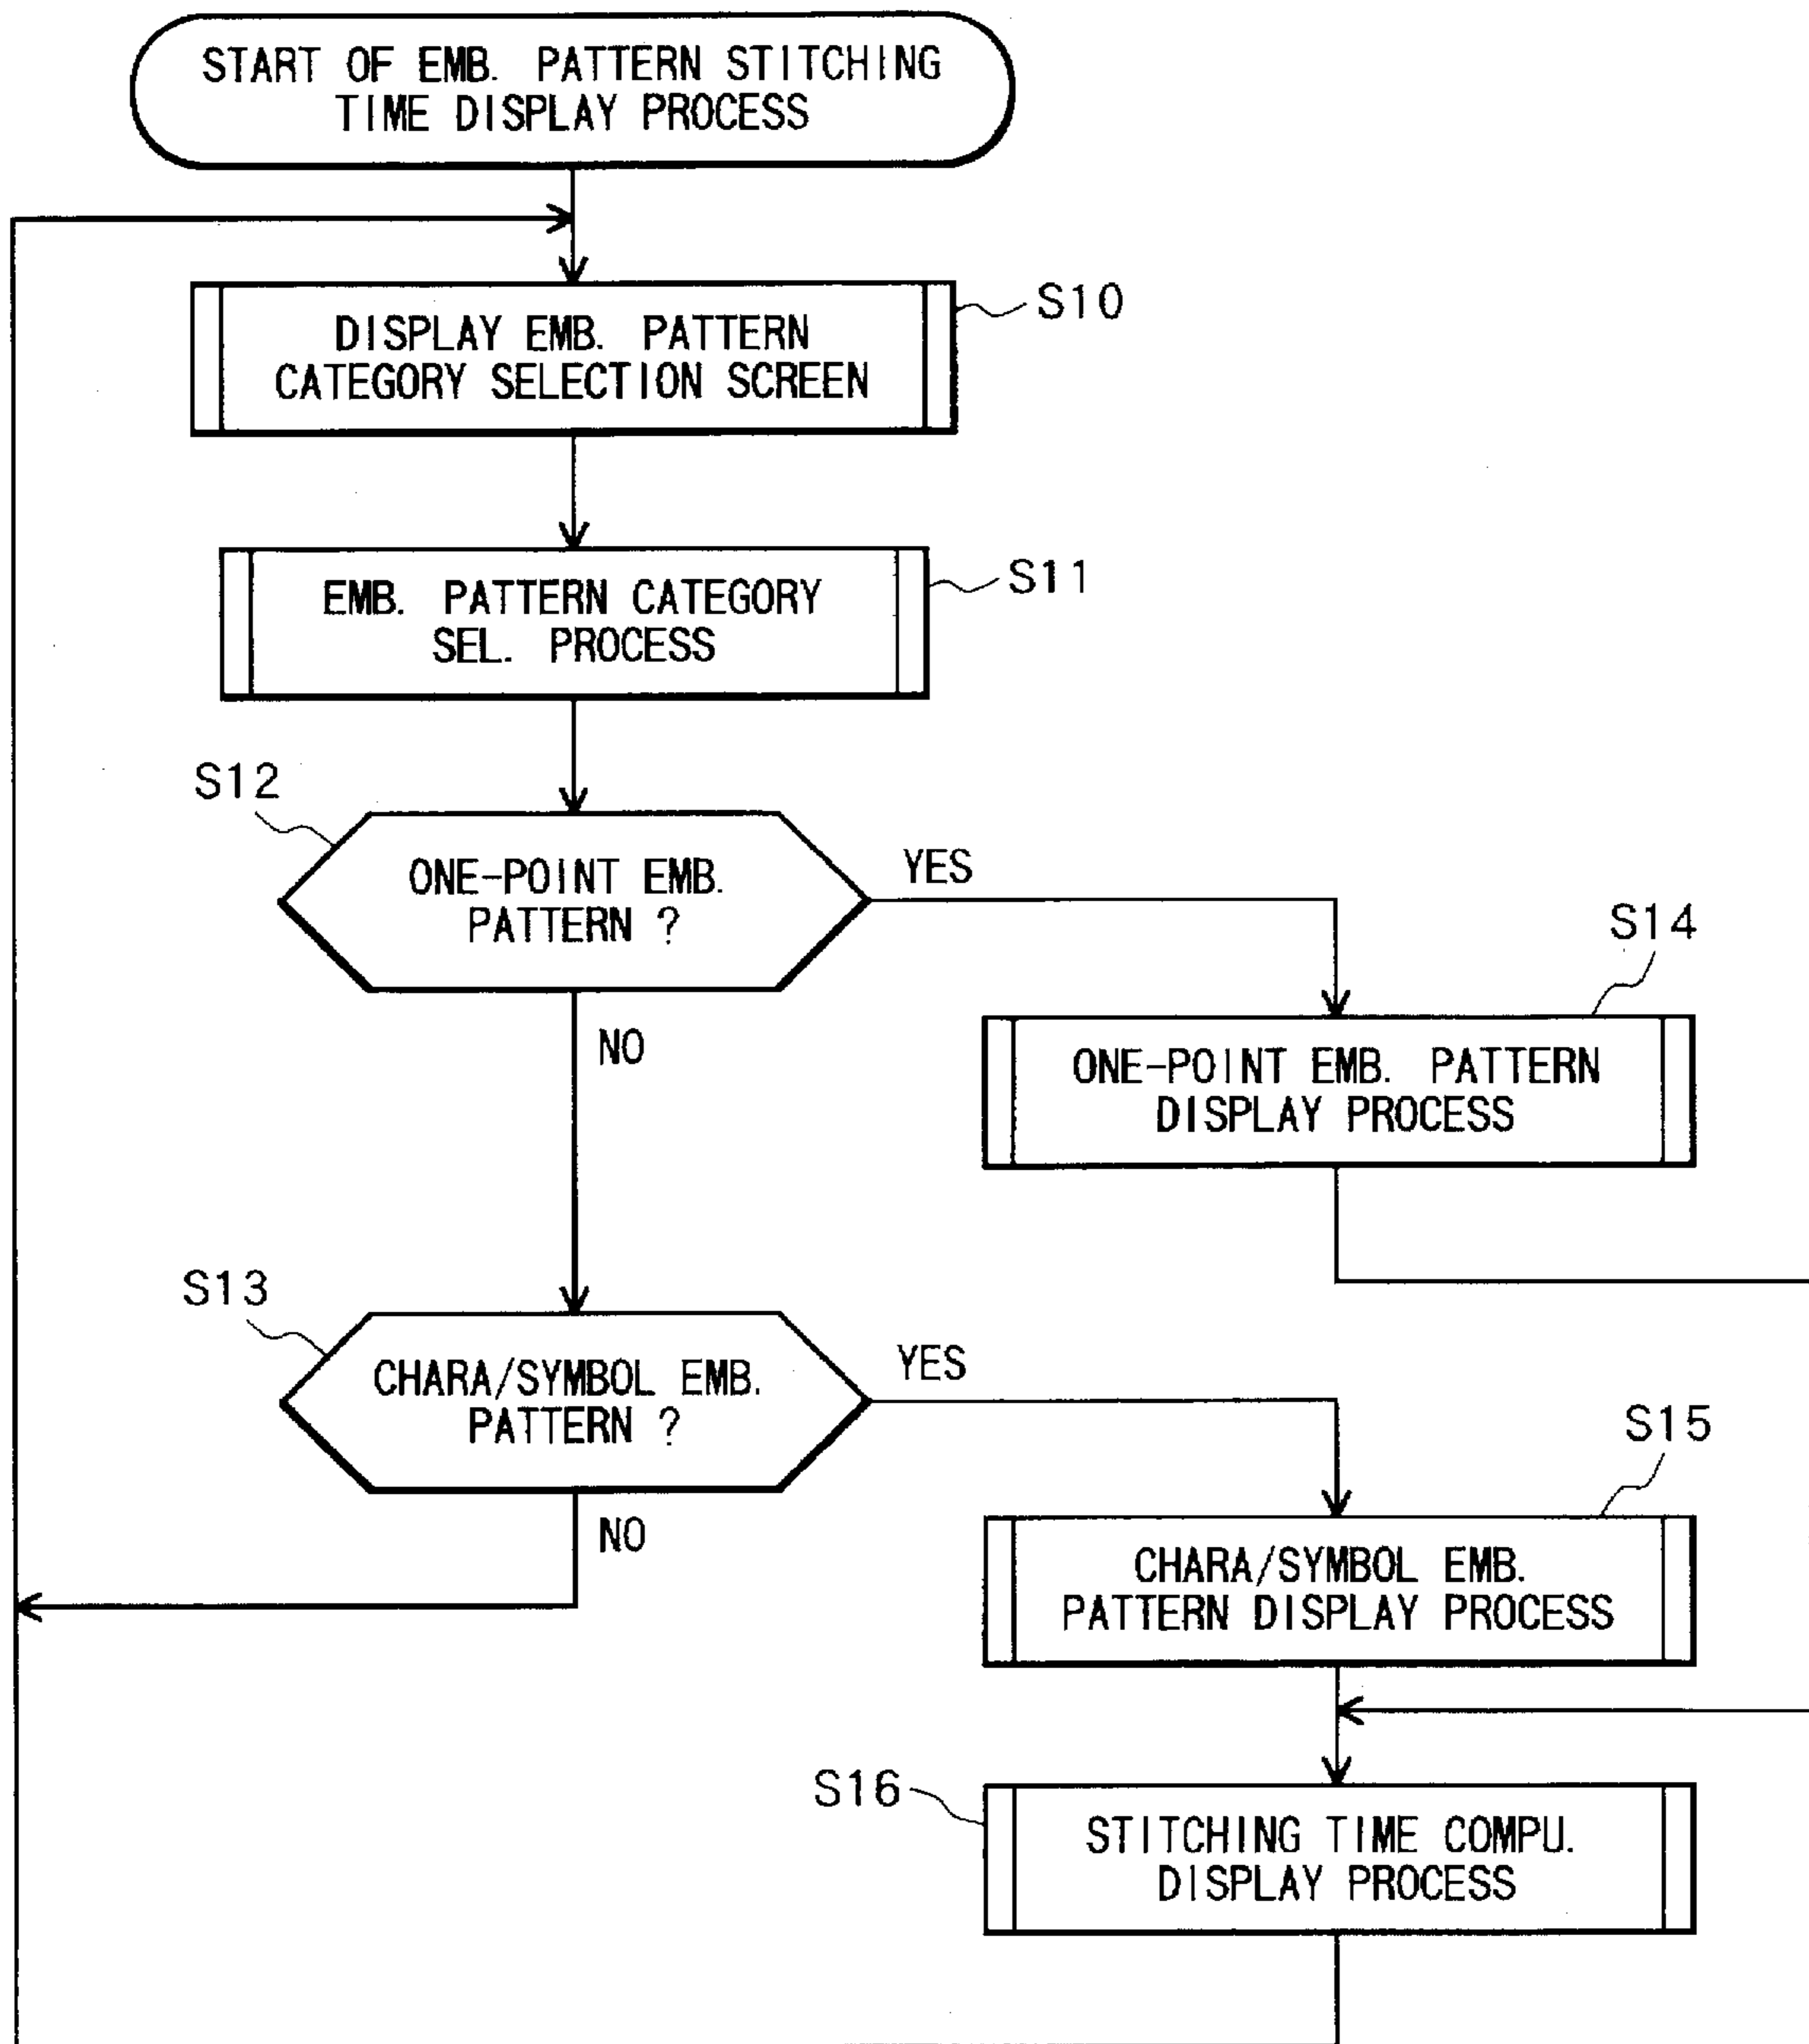 START OF EMB. PATTERN STITCHING
TIME DISPLAY PROCESS
DISPLAY EMB. PATTERN
CATEGORY SELECTION SCREEN
S10
EMB. PATTERN CATEGORY
SEL. PROCESS
S11
S12
ONE-POINT EMB.
PATTERN ?
YES
NO
S14
ONE-POINT EMB. PATTERN
DISPLAY PROCESS
S13
CHARA/SYMBOL EMB.
PATTERN ?
YES
NO
S15
CHARA/SYMBOL EMB.
PATTERN DISPLAY PROCESS
S16
STITCHING TIME COMPU.
DISPLAY PROCESS